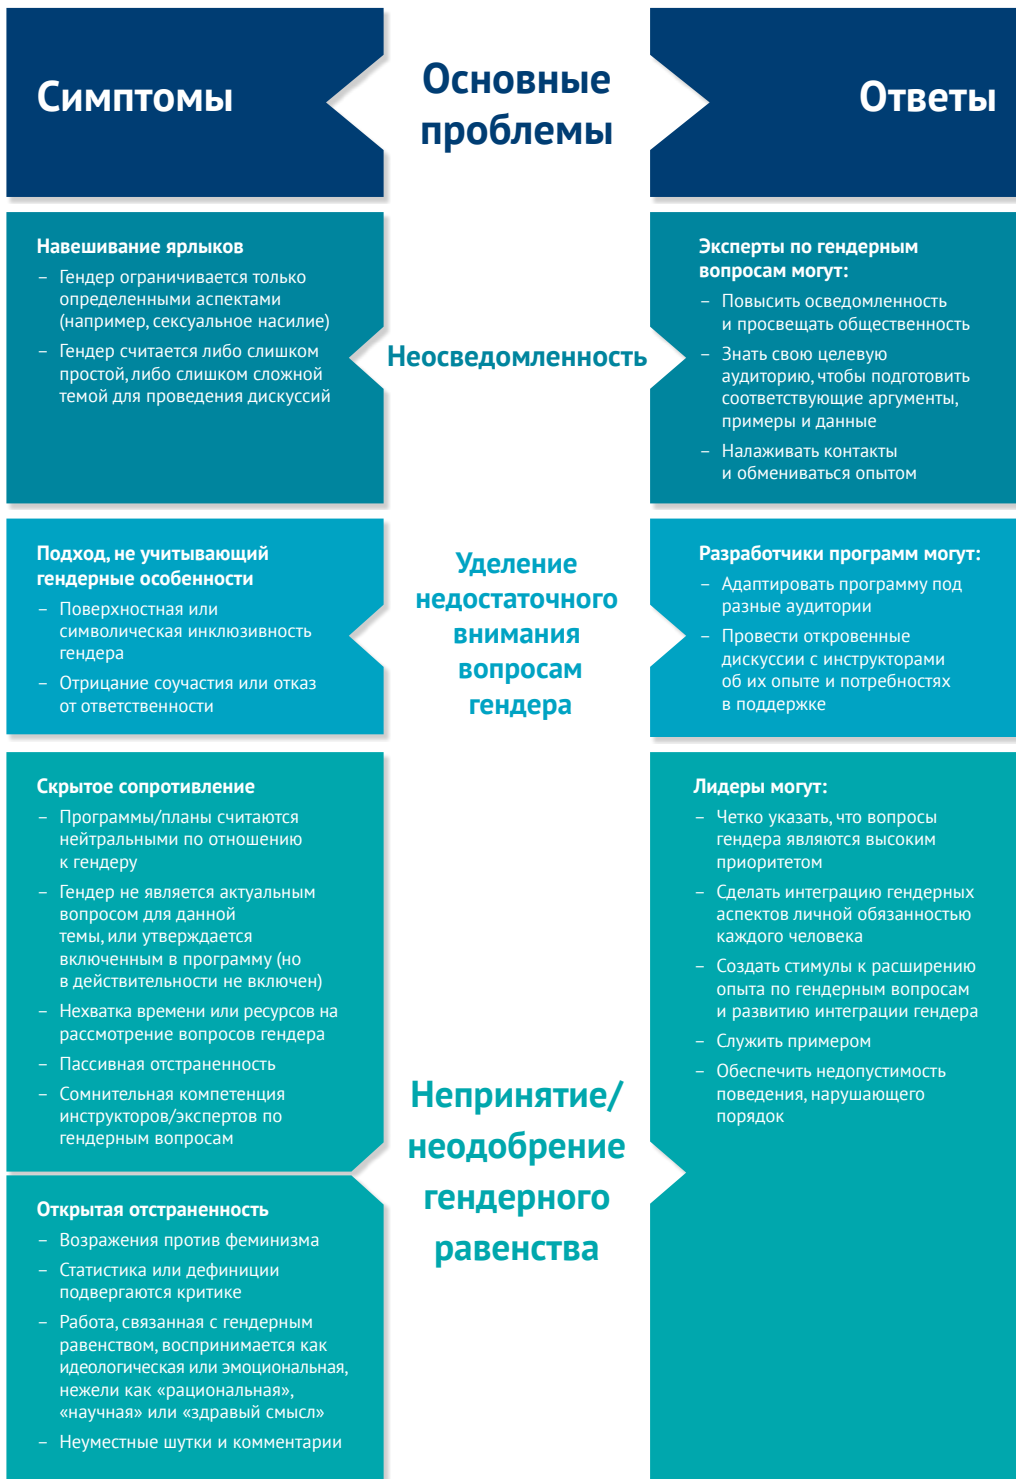 Симптомы
Основные
проблемы
Ответы
Навешивание ярлыков
– Гендер ограничивается только
определенными аспектами
(например, сексуальное насилие)
– Гендер считается либо слишком
простой, либо слишком сложной
темой для проведения дискуссий
Неосведомленность
Эксперты по гендерным
вопросам могут:
– Повысить осведомленность
и просвещать общественность
– Знать свою целевую
аудиторию, чтобы подготовить
соответствующие аргументы,
примеры и данные
– Налаживать контакты
и обмениваться опытом
Подход, не учитывающий
гендерные особенности
– Поверхностная или
символическая инклюзивность
гендера
– Отрицание соучастия или отказ
от ответственности
Уделение
недостаточного
внимания
вопросам
гендера
Разработчики программ могут:
– Адаптировать программу под
разные аудитории
– Провести откровенные
дискуссии с инструкторами
об их опыте и потребностях
в поддержке
Скрытое сопротивление
– Программы/планы считаются
нейтральными по отношению
к гендеру
– Гендер не является актуальным
вопросом для данной
темы, или утверждается
включенным в программу (но
в действительности не включен)
– Нехватка времени или ресурсов на
рассмотрение вопросов гендера
– Пассивная отстраненность
– Сомнительная компетенция
инструкторов/экспертов по
гендерным вопросам
Открытая отстраненность
– Возражения против феминизма
– Статистика или дефиниции
подвергаются критике
– Работа, связанная с гендерным
равенством, воспринимается как
идеологическая или эмоциональная,
нежели как «рациональная»,
«научная» или «здравый смысл»
– Неуместные шутки и комментарии
Непринятие/
неодобрение
гендерного
равенства
Лидеры могут:
– Четко указать, что вопросы
гендера являются высоким
приоритетом
– Сделать интеграцию гендерных
аспектов личной обязанностью
каждого человека
– Создать стимулы к расширению
опыта по гендерным вопросам
и развитию интеграции гендера
– Служить примером
– Обеспечить недопустимость
поведения, нарушающего
порядок